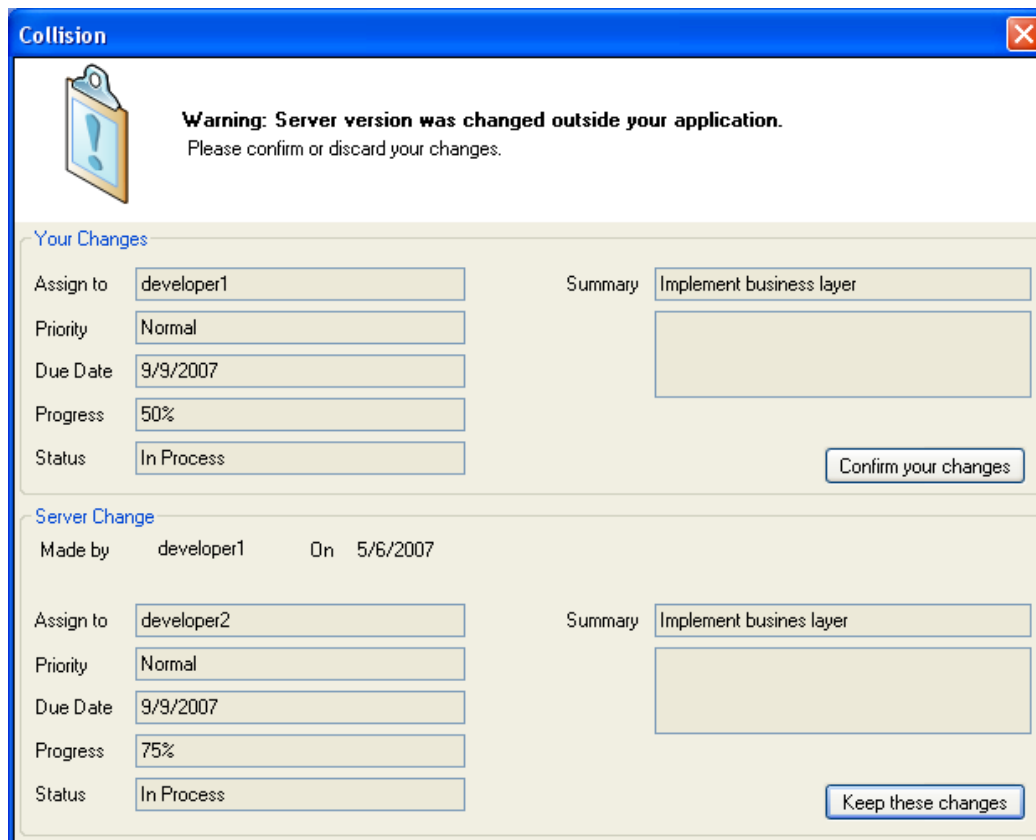 Collision
Warning: Server version was changed outside your application.
Please confirm or discard your changes.
Your Changes
Assign to developer1 Summary Implement business layer
Priority Normal
Due Date 9/9/2007
Progress 50%
Status In Process
Confirm your changes
Server Change
Made by developer1 On 5/6/2007
Assign to developer2 Summary Implement busines layer
Priority Normal
Due Date 9/9/2007
Progress 75%
Status In Process
Keep these changes